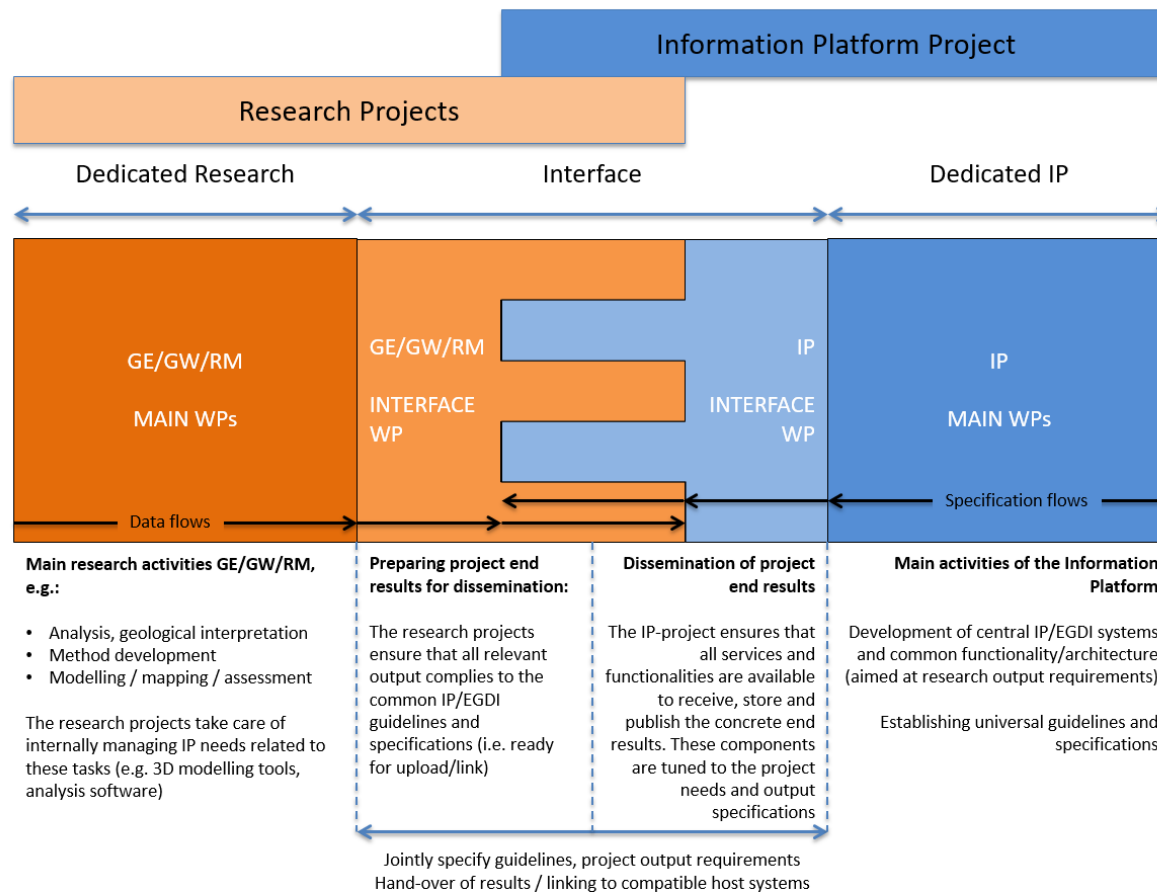 Information Platform Project
Research Projects
Dedicated Research
Interface
Dedicated IP
GE/GW/RM
MAIN WPs
GE/GW/RM
INTERFACE
WP
IP
INTERFACE
WP
IP
MAIN WPs
Data flows
Specification flows
Main research activities GE/GW/RM,
e.g.:
• Analysis, geological interpretation
• Method development
• Modelling / mapping / assessment
The research projects take care of
internally managing IP needs related to
these tasks (e.g. 3D modelling tools,
analysis software)
Preparing project end
results for dissemination:
The research projects
ensure that all relevant
output complies to the
common IP/EGDI
guidelines and
specifications (i.e. ready
for upload/link)
Dissemination of project
end results
The IP-project ensures that
all services and
functionalities are available
to receive, store and
publish the concrete end
results. These components
are tuned to the project
needs and output
specifications
Main activities of the Information
Platform
Development of central IP/EGDI systems
and common functionality/architecture
(aimed at research output requirements)
Establishing universal guidelines and
specifications
Jointly specify guidelines, project output requirements
Hand-over of results / linking to compatible host systems